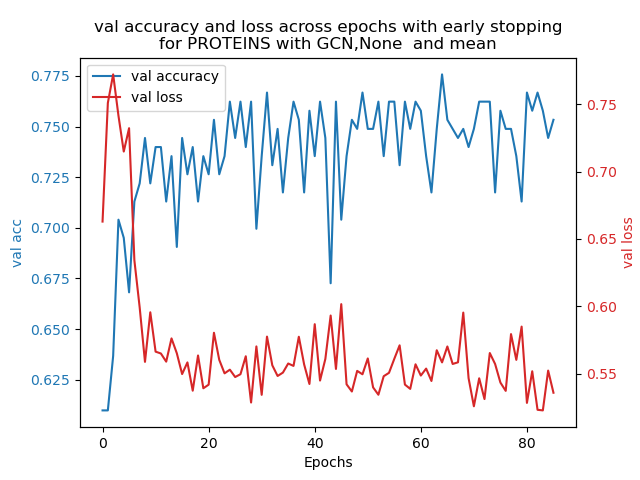 val accuracy and loss across epochs with early stopping
for PROTEINS with GCN,None  and mean
val accuracy
val loss
0.775
0.750
0.725
0.700
0.675
0.650
0.625
val acc
0.75
0.70
0.65
0.60
0.55
val loss
0
20
40
60
80
Epochs